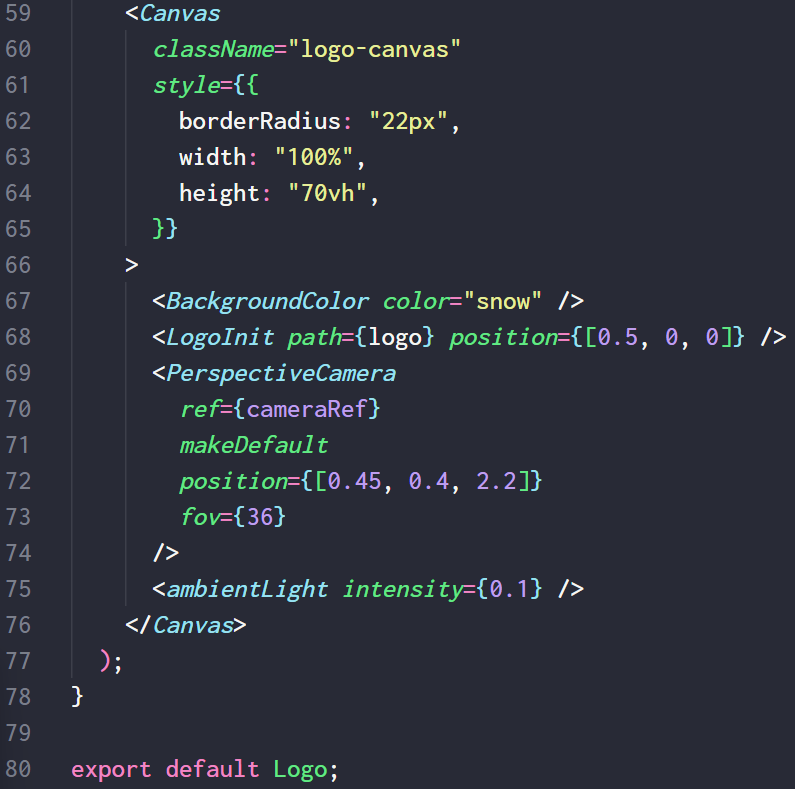 59 <Canvas
60 className="logo-canvas"
61 style={{
62 borderRadius: "22px",
63 width: "100%",
64 height: "70vh",
65 }}
66 >
67 <BackgroundColor color="snow" />
68 <LogoInit path={logo} position={[0.5, 0, 0]} />
69 <PerspectiveCamera
70 ref={cameraRef}
71 makeDefault
72 position={[0.45, 0.4, 2.2]}
73 fov={36}
74 />
75 <ambientLight intensity={0.1} />
76 </Canvas>
77 );
78 }
79
80 export default Logo;